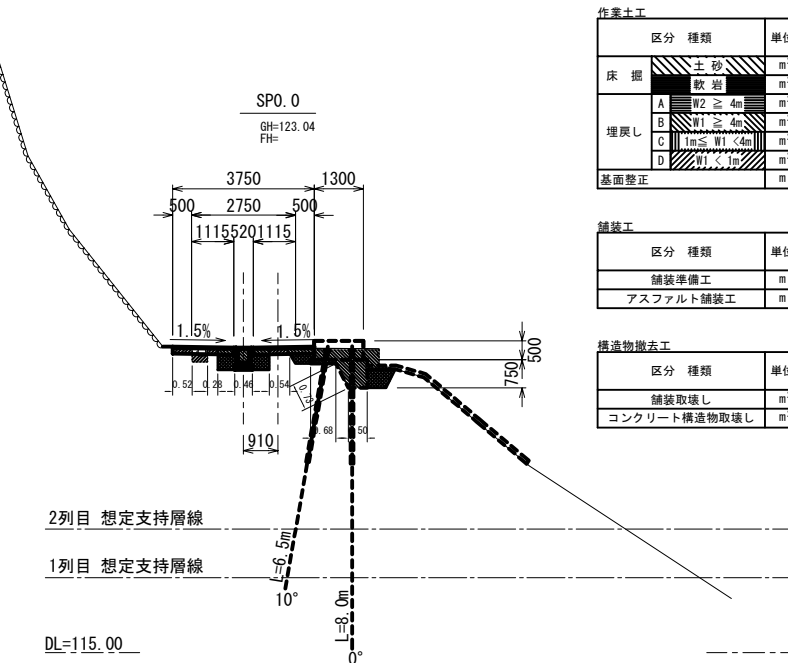 作業土工
区分 種類 単位
床 掘 土 砂
軟 岩
埋戻し A W2 ≧ 4m
B W1 ≧ 4m
C 1m≦ W1 <4m
D W1 < 1m
基面整正 m
舗装工
区分 種類 単位
舗装準備工 m
アスファルト舗装工 m
構造物撤去工
区分 種類 単位
舗装取壊し m
コンクリート構造物取壊し m
SP0.0
GH=123.04
FH=
3750 1300
500 2750 500
1115 520 1115
1.5% 1.5%
500
750
0.52 0.28 0.46 0.54 0.73
0.68 50
910
2列目 想定支持層線
1列目 想定支持層線
L=6.5m
10°
L=8.0m
0°
DL=115.00